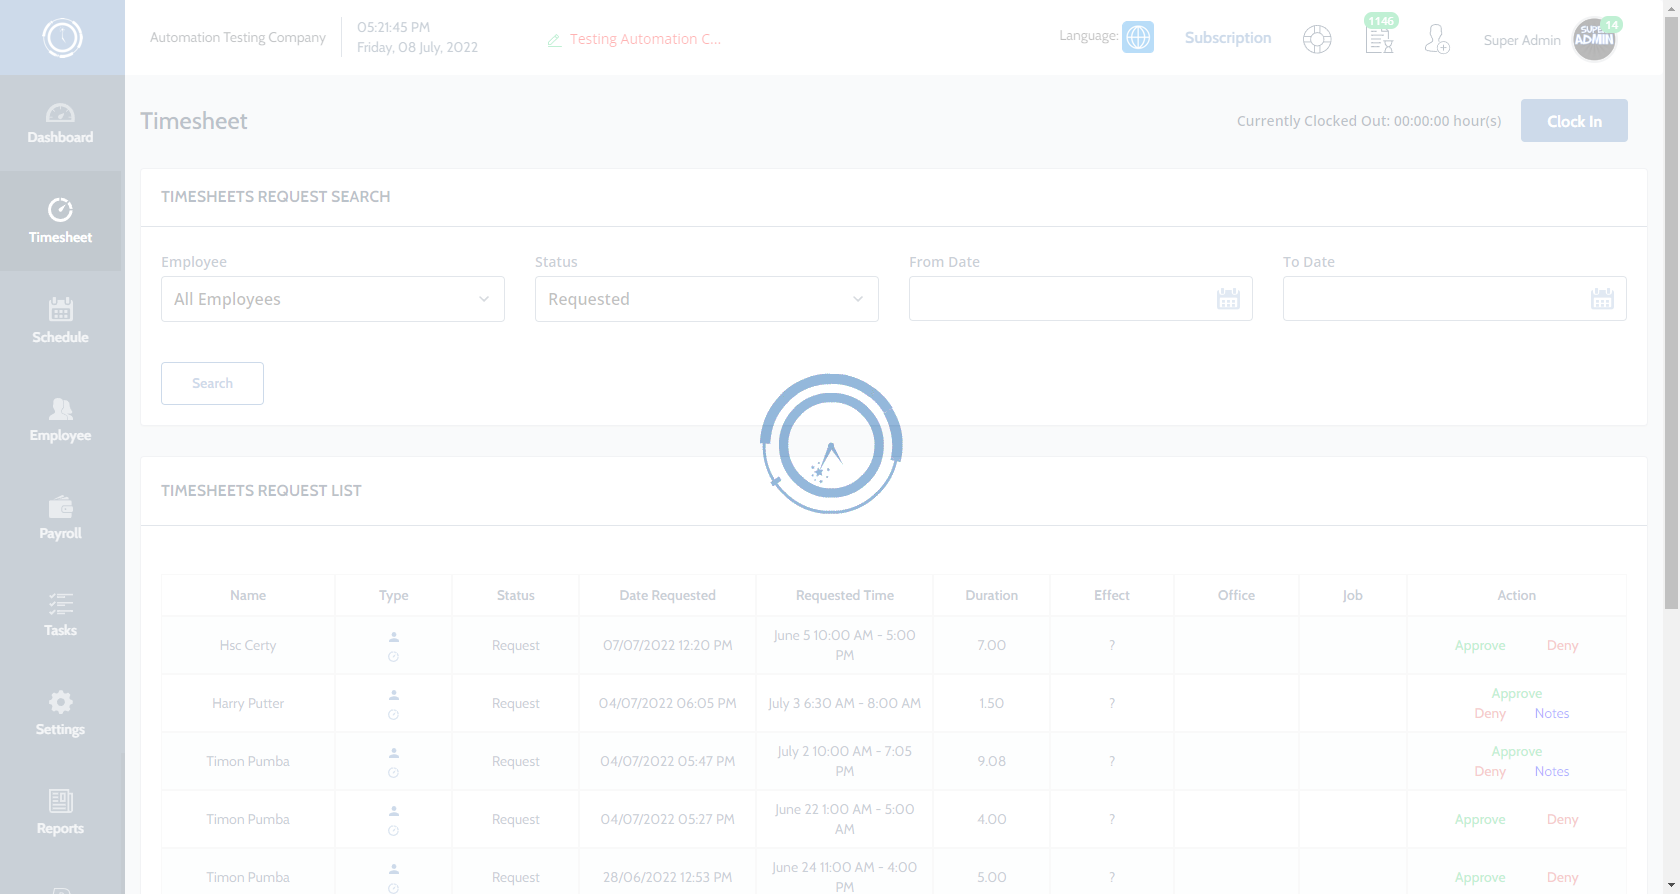 Automation Testing Company
05:21:45 PM
Friday, 08 July, 2022
Testing Automation C...
Language:
Subscription
1146
Super Admin
14
SUPER
ADMIN
Dashboard
Timesheet
Schedule
Employee
Payroll
Tasks
Settings
Reports
Timesheet
Currently Clocked Out: 00:00:00 hour(s)
Clock In
TIMESHEETS REQUEST SEARCH
Employee Status From Date To Date
All Employees Requested
Search
TIMESHEETS REQUEST LIST
Name Type Status Date Requested Requested Time Duration Effect Office Job Action
Hsc Certy Request 07/07/2022 12:20 PM June 5 10:00 AM - 5:00 PM 7.00 ? Approve Deny
Harry Putter Request 04/07/2022 06:05 PM July 3 6:30 AM - 8:00 AM 1.50 ? Approve Deny Notes
Timon Pumba Request 04/07/2022 05:47 PM July 2 10:00 AM - 7:05 PM 9.08 ? Approve Deny Notes
Timon Pumba Request 04/07/2022 05:27 PM June 22 1:00 AM - 5:00 AM 4.00 ? Approve Deny
Timon Pumba Request 28/06/2022 12:53 PM June 24 11:00 AM - 4:00 PM 5.00 ? Approve Deny